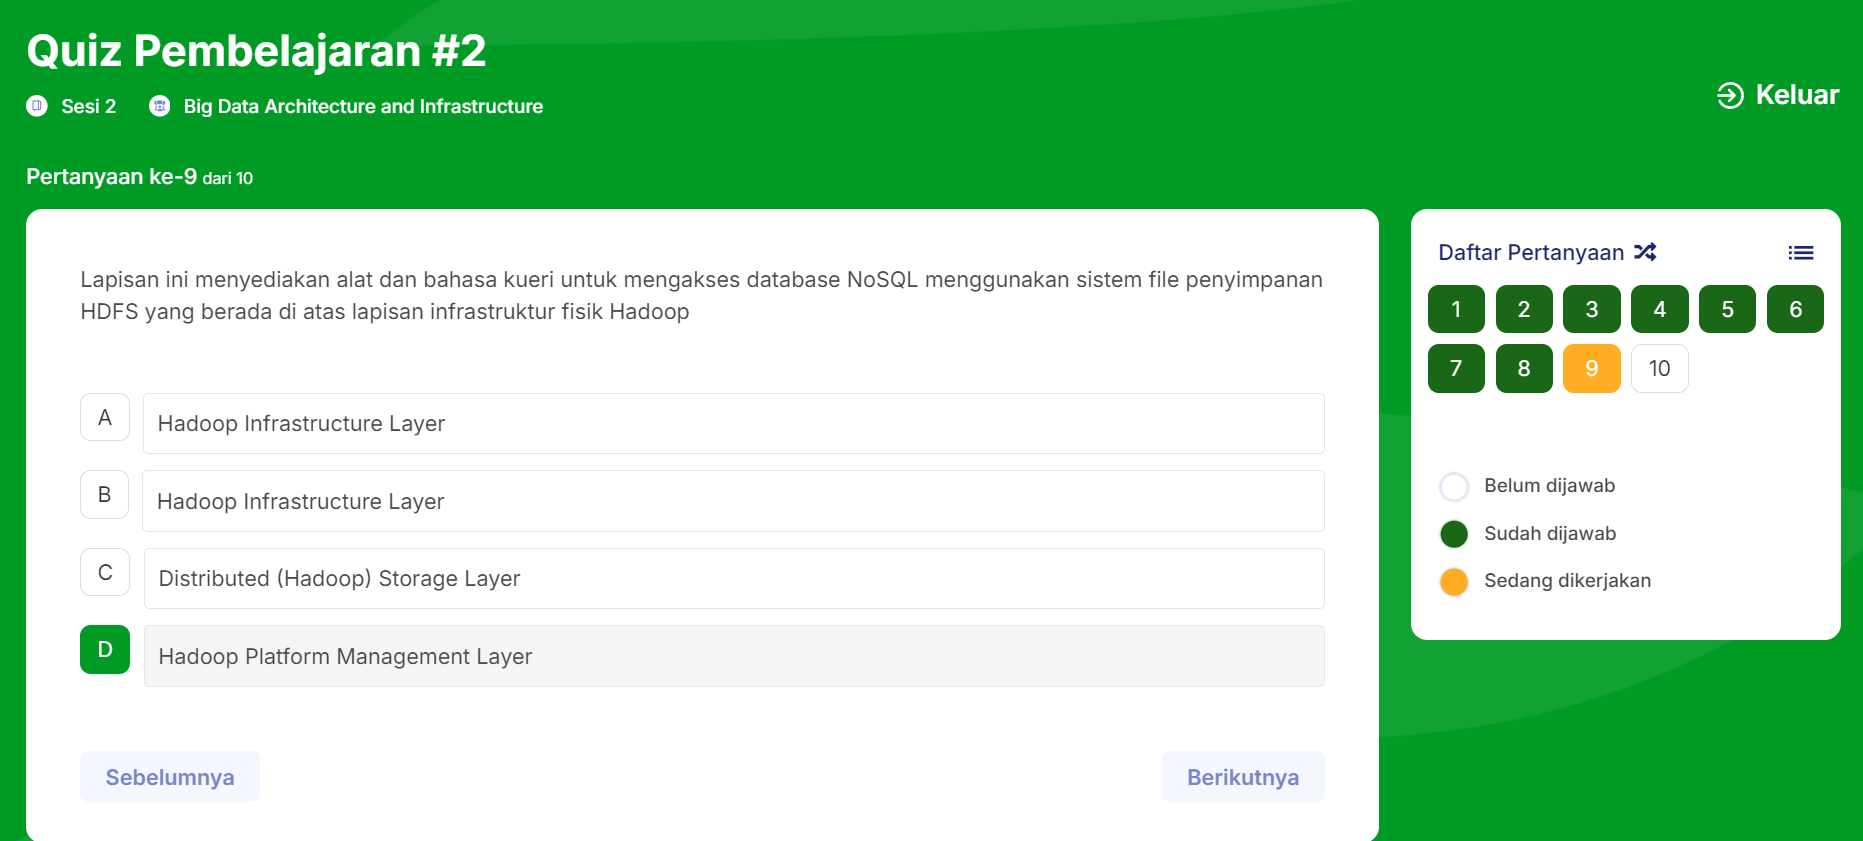 Quiz Pembelajaran #2
Sesi 2 Big Data Architecture and Infrastructure
Keluar
Pertanyaan ke-9 dari 10
Lapisan ini menyediakan alat dan bahasa kueri untuk mengakses database NoSQL menggunakan sistem file penyimpanan
HDFS yang berada di atas lapisan infrastruktur fisik Hadoop
A Hadoop Infrastructure Layer
B Hadoop Infrastructure Layer
C Distributed (Hadoop) Storage Layer
D Hadoop Platform Management Layer
Sebelumnya Berikutnya
Daftar Pertanyaan
1 2 3 4 5 6
7 8 9 10
Belum dijawab
Sudah dijawab
Sedang dikerjakan